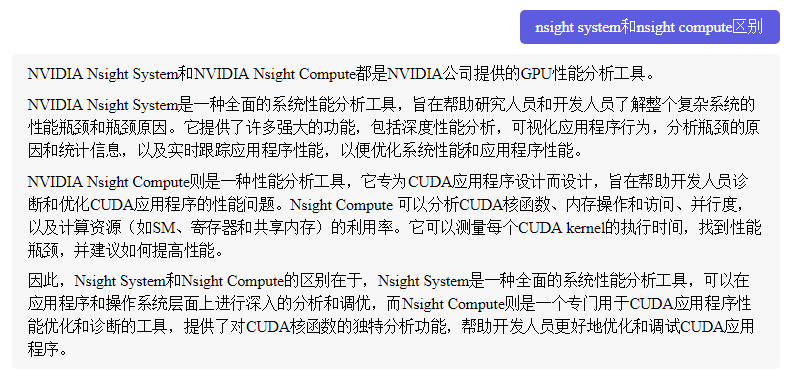 nsight system和nsight compute区别
NVIDIA Nsight System和NVIDIA Nsight Compute都是NVIDIA公司提供的GPU性能分析工具。
NVIDIA Nsight System是一种全面的系统性能分析工具，旨在帮助研究人员和开发人员了解整个复杂系统的
性能瓶颈和瓶颈原因。它提供了许多强大的功能，包括深度性能分析，可视化应用程序行为，分析瓶颈的原
因和统计信息，以及实时跟踪应用程序性能，以便优化系统性能和应用程序性能。
NVIDIA Nsight Compute则是一种性能分析工具，它专为CUDA应用程序设计而设计，旨在帮助开发人员诊
断和优化CUDA应用程序的性能问题。Nsight Compute 可以分析CUDA核函数、内存操作和访问、并行度，
以及计算资源（如SM、寄存器和共享内存）的利用率。它可以测量每个CUDA kernel的执行时间，找到性能
瓶颈，并建议如何提高性能。
因此，Nsight System和Nsight Compute的区别在于，Nsight System是一种全面的系统性能分析工具，可以在
应用程序和操作系统层面上进行深入的分析和调优，而Nsight Compute则是一个专门用于CUDA应用程序性
能优化和诊断的工具，提供了对CUDA核函数的独特分析功能，帮助开发人员更好地优化和调试CUDA应用
程序。